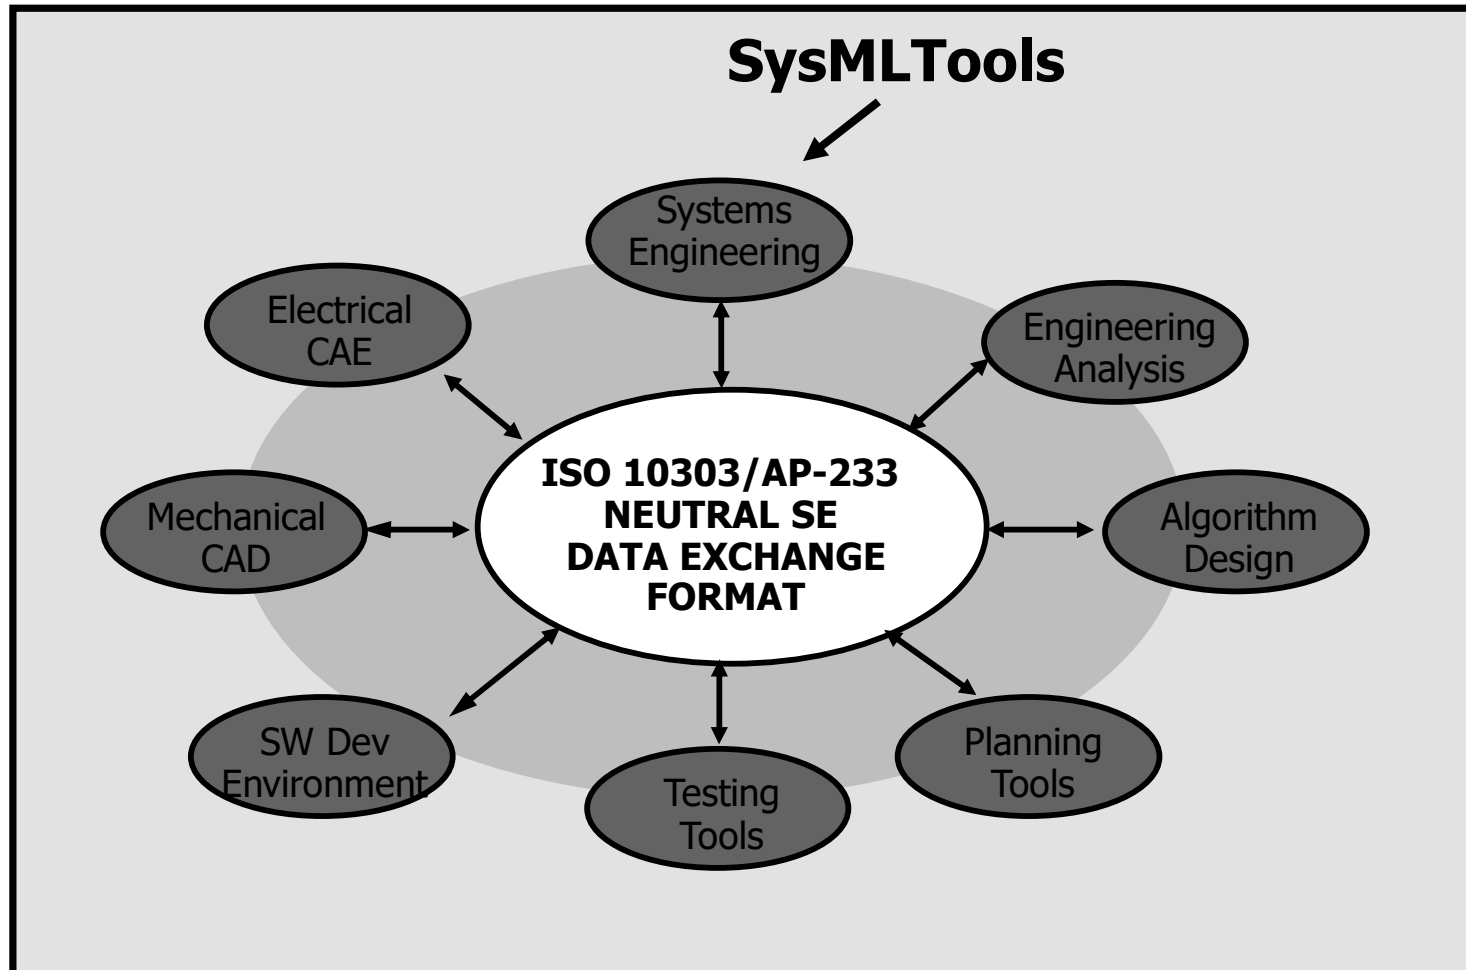 SysMLTools
Systems
Engineering
Electrical
CAE
Engineering
Analysis
ISO 10303/AP-233
NEUTRAL SE
DATA EXCHANGE
FORMAT
Mechanical
CAD
Algorithm
Design
SW Dev
Environment
Planning
Tools
Testing
Tools